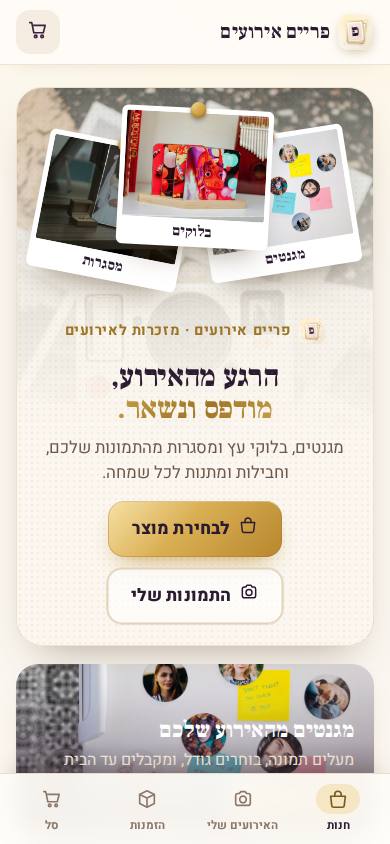 פריים אירועים
מסגרות
בלוקים
מגנטים
פריים אירועים · מזכרות לאירועים
הרגע מהאירוע,
מודפס ונשאר.
מגנטים, בלוקי עץ ומסגרות מהתמונות שלכם,
וחבילות ומתנות לכל שמחה.
לבחירת מוצר
התמונות שלי
מגנטים מהאירוע שלכם
מעלים תמונה, בוחרים גודל, ומקבלים עד הבית
חנות
האירועים שלי
הזמנות
סל